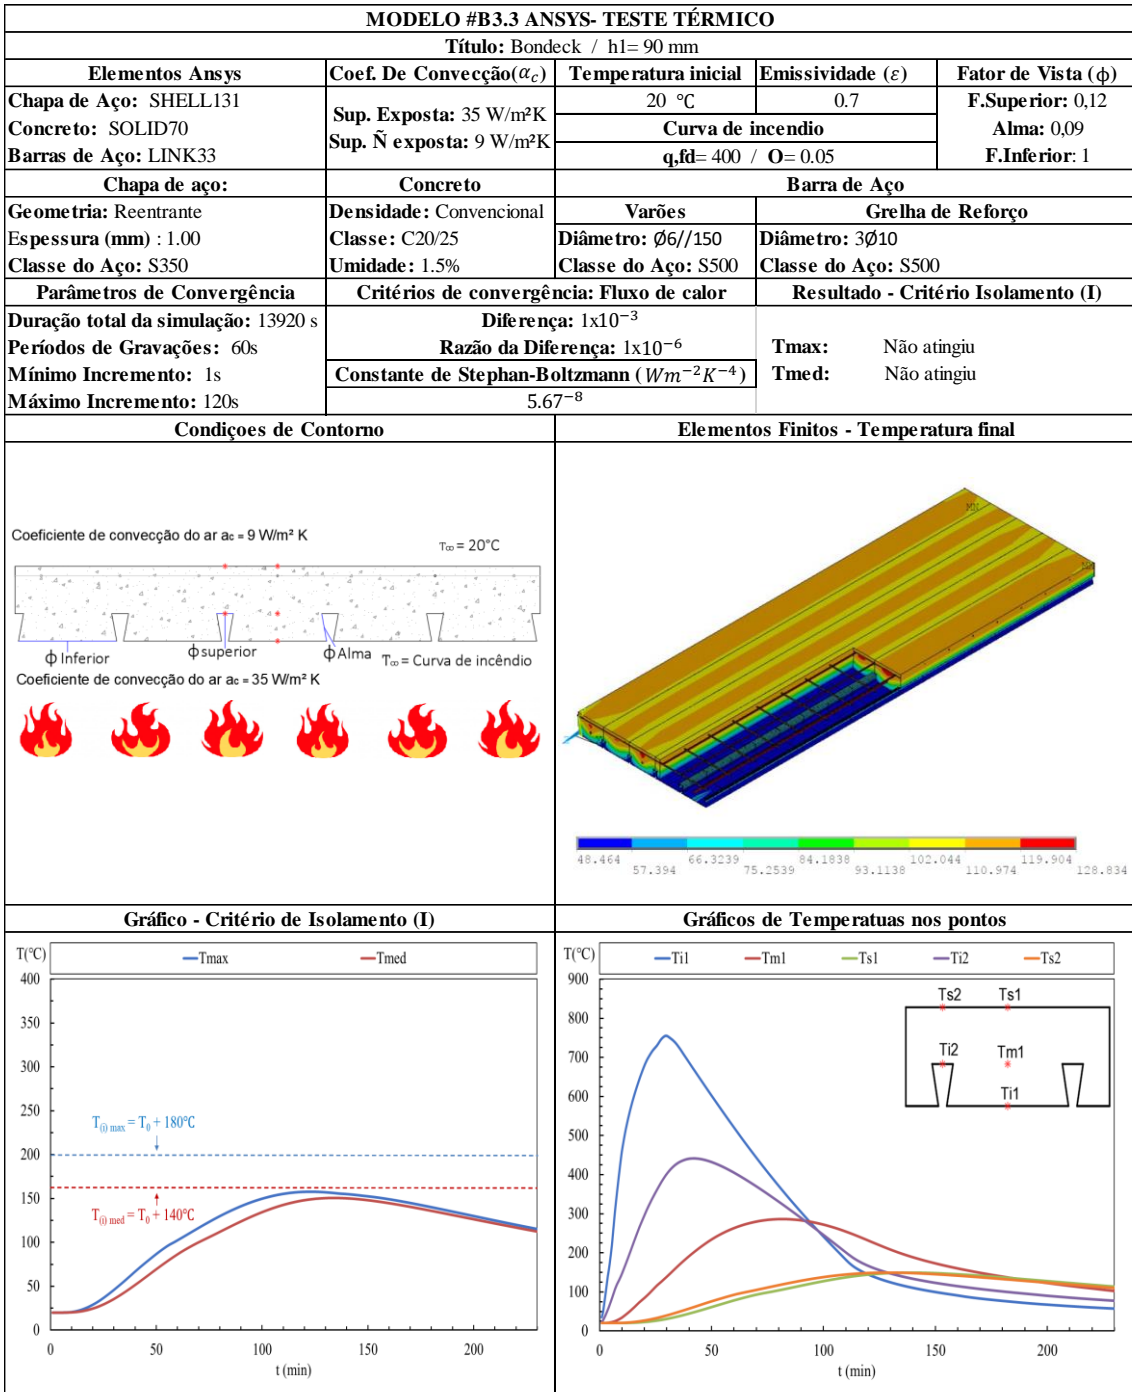 MODELO #B3.3 ANSYS- TESTE TÉRMICO
Título: Bondeck / h1= 90 mm
Elementos Ansys
Coef. De Convecção(α_c)
Temperatura inicial
Emissividade (ε)
Fator de Vista (ϕ)
Chapa de Aço: SHELL131
Concreto: SOLID70
Barras de Aço: LINK33
Sup. Exposta: 35 W/m²K
Sup. Ñ exposta: 9 W/m²K
20 °C
0.7
Curva de incendio
q,fd= 400 / O= 0.05
F.Superior: 0,12
Alma: 0,09
F.Inferior: 1
Chapa de aço:
Concreto
Barra de Aço
Geometria: Reentrante
Espessura (mm) : 1.00
Classe do Aço: S350
Densidade: Convencional
Classe: C20/25
Umidade: 1.5%
Varões
Diâmetro: Ø6//150
Classe do Aço: S500
Grelha de Reforço
Diâmetro: 3Ø10
Classe do Aço: S500
Parâmetros de Convergência
Critérios de convergência: Fluxo de calor
Resultado - Critério Isolamento (I)
Duração total da simulação: 13920 s
Períodos de Gravações: 60s
Mínimo Incremento: 1s
Máximo Incremento: 120s
Diferença: 1x10⁻³
Razão da Diferença: 1x10⁻⁶
Constante de Stephan-Boltzmann (Wm⁻²K⁻⁴)
5.67⁻⁸
Tmax: Não atingiu
Tmed: Não atingiu
Condiçoes de Contorno
Elementos Finitos - Temperatura final
Coeficiente de convecção do ar ac = 9 W/m² K
T∞ = 20°C
ϕ Inferior
ϕ superior
ϕ Alma
T∞ = Curva de incêndio
Coeficiente de convecção do ar ac = 35 W/m² K
MN
48.464
57.394
66.3239
75.2539
84.1838
93.1138
102.044
110.974
119.904
128.834
Gráfico - Critério de Isolamento (I)
Gráficos de Temperatuas nos pontos
T(°C)
Tmax
Tmed
400
350
300
250
200
150
100
50
0
T(i) max = T0 + 180°C
T(i) med = T0 + 140°C
0
50
100
150
200
t (min)
T(°C)
Ti1
Tm1
Ts1
Ti2
Ts2
900
800
700
600
500
400
300
200
100
0
Ts2
Ts1
Ti2
Tm1
Ti1
0
50
100
150
200
t (min)